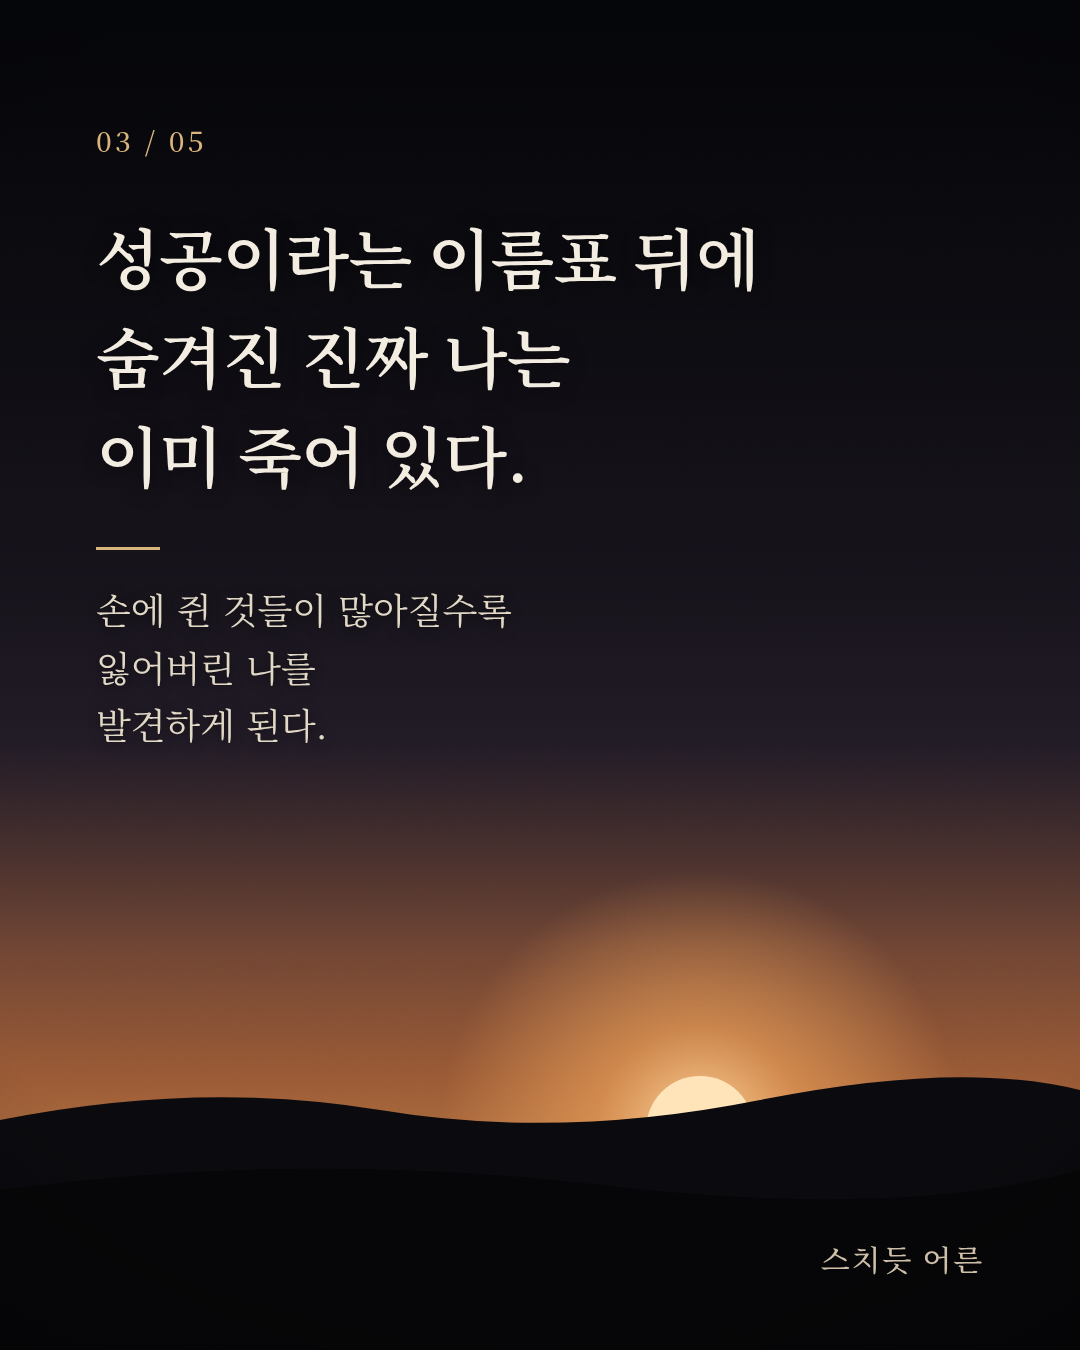 03 / 05
성공이라는 이름표 뒤에
숨겨진 진짜 나는
이미 죽어 있다.
손에 쥔 것들이 많아질수록
잃어버린 나를
발견하게 된다.
스치듯 어른